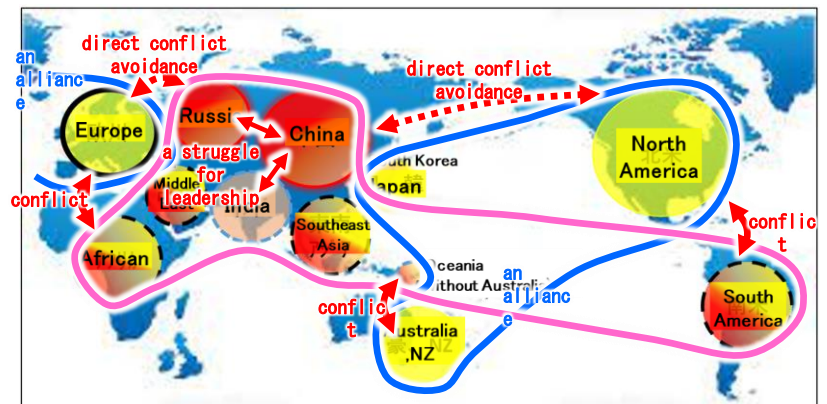 direct conflict
avoidance
an
allianc
e
direct conflict
avoidance
Europe
Russi
China
North
America
a struggle
for
leadership
uth Korea
apan
Middle
East
India
conflict
Southeast
Asia
African
conflic
t
Oceania
ithout Australi
an
allianc
e
conflic
t
ustralia
,NZ
South
America